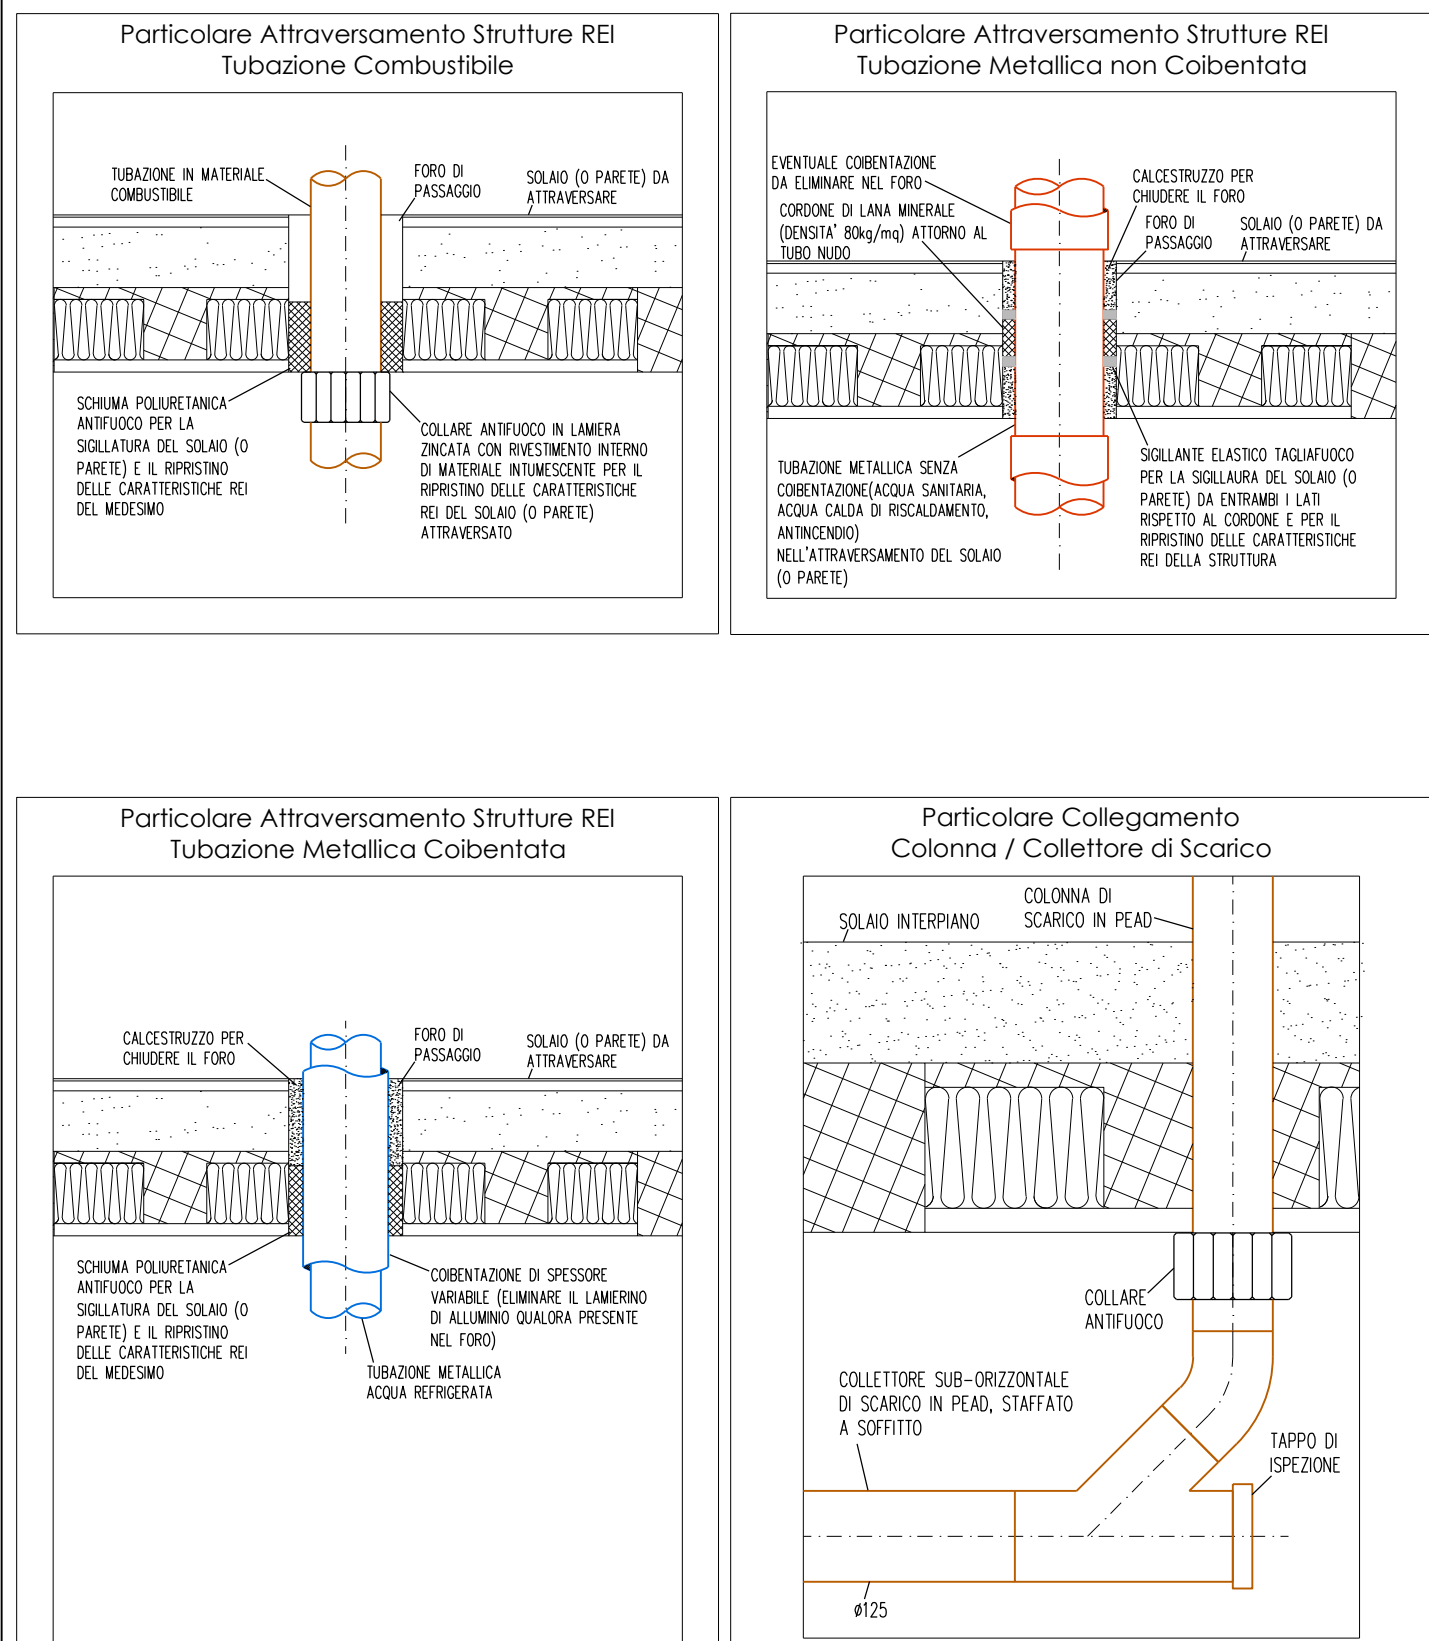 Particolare Attraversamento Strutture REI
Tubazione Combustibile
TUBAZIONE IN MATERIALE
COMBUSTIBILE
FORO DI
PASSAGGIO
SOLAIO (O PARETE) DA
ATTRAVERSARE
SCHIUMA POLIURETANICA
ANTIFUOCO PER LA
SIGILLATURA DEL SOLAIO (O
PARETE) E IL RIPRISTINO
DELLE CARATTERISTICHE REI
DEL MEDESIMO
COLLARE ANTIFUOCO IN LAMIERA
ZINCATA CON RIVESTIMENTO INTERNO
DI MATERIALE INTUMESCENTE PER IL
RIPRISTINO DELLE CARATTERISTICHE
REI DEL SOLAIO (O PARETE)
ATTRAVERSATO
Particolare Attraversamento Strutture REI
Tubazione Metallica non Coibentata
EVENTUALE COIBENTAZIONE
DA ELIMINARE NEL FORO
CORDONE DI LANA MINERALE
(DENSITA' 80kg/mq) ATTORNO AL
TUBO NUDO
CALCESTRUZZO PER
CHIUDERE IL FORO
FORO DI
PASSAGGIO
SOLAIO (O PARETE) DA
ATTRAVERSARE
TUBAZIONE METALLICA SENZA
COIBENTAZIONE(ACQUA SANITARIA,
ACQUA CALDA DI RISCALDAMENTO,
ANTINCENDIO)
NELL'ATTRAVERSAMENTO DEL SOLAIO
(O PARETE)
SIGILLANTE ELASTICO TAGLIAFUOCO
PER LA SIGILLAURA DEL SOLAIO (O
PARETE) DA ENTRAMBI I LATI
RISPETTO AL CORDONE E PER IL
RIPRISTINO DELLE CARATTERISTICHE
REI DELLA STRUTTURA
Particolare Attraversamento Strutture REI
Tubazione Metallica Coibentata
CALCESTRUZZO PER
CHIUDERE IL FORO
FORO DI
PASSAGGIO
SOLAIO (O PARETE) DA
ATTRAVERSARE
SCHIUMA POLIURETANICA
ANTIFUOCO PER LA
SIGILLATURA DEL SOLAIO (O
PARETE) E IL RIPRISTINO
DELLE CARATTERISTICHE REI
DEL MEDESIMO
COIBENTAZIONE DI SPESSORE
VARIABILE (ELIMINARE IL LAMIERINO
DI ALLUMINIO QUALORA PRESENTE
NEL FORO)
TUBAZIONE METALLICA
ACQUA REFRIGERATA
Particolare Collegamento
Colonna / Collettore di Scarico
SOLAIO INTERPIANO
COLONNA DI
SCARICO IN PEAD
COLLARE
ANTIFUOCO
COLLETTORE SUB-ORIZZONTALE
DI SCARICO IN PEAD, STAFFATO
A SOFFITTO
TAPPO DI
ISPEZIONE
ø125